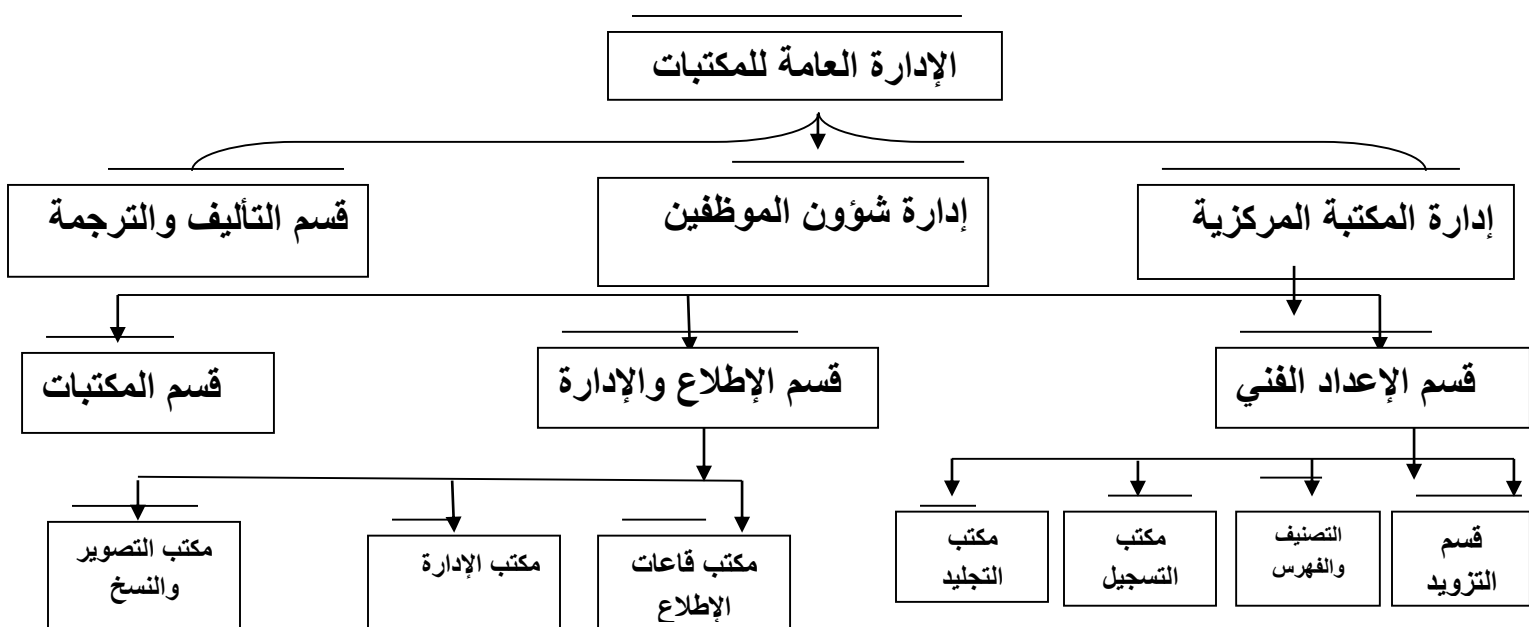 الإدارة العامة للمكتبات
إدارة المكتبة المركزية
إدارة شؤون الموظفين
قسم التأليف والترجمة
قسم الإعداد الفني
قسم الإطلاع والإدارة
قسم المكتبات
قسم
التزويد
التصنيف
والفهرس
مكتب
التسجيل
مكتب
التجليد
مكتب قاعات
الإطلاع
مكتب الإدارة
مكتب التصوير
والنسخ